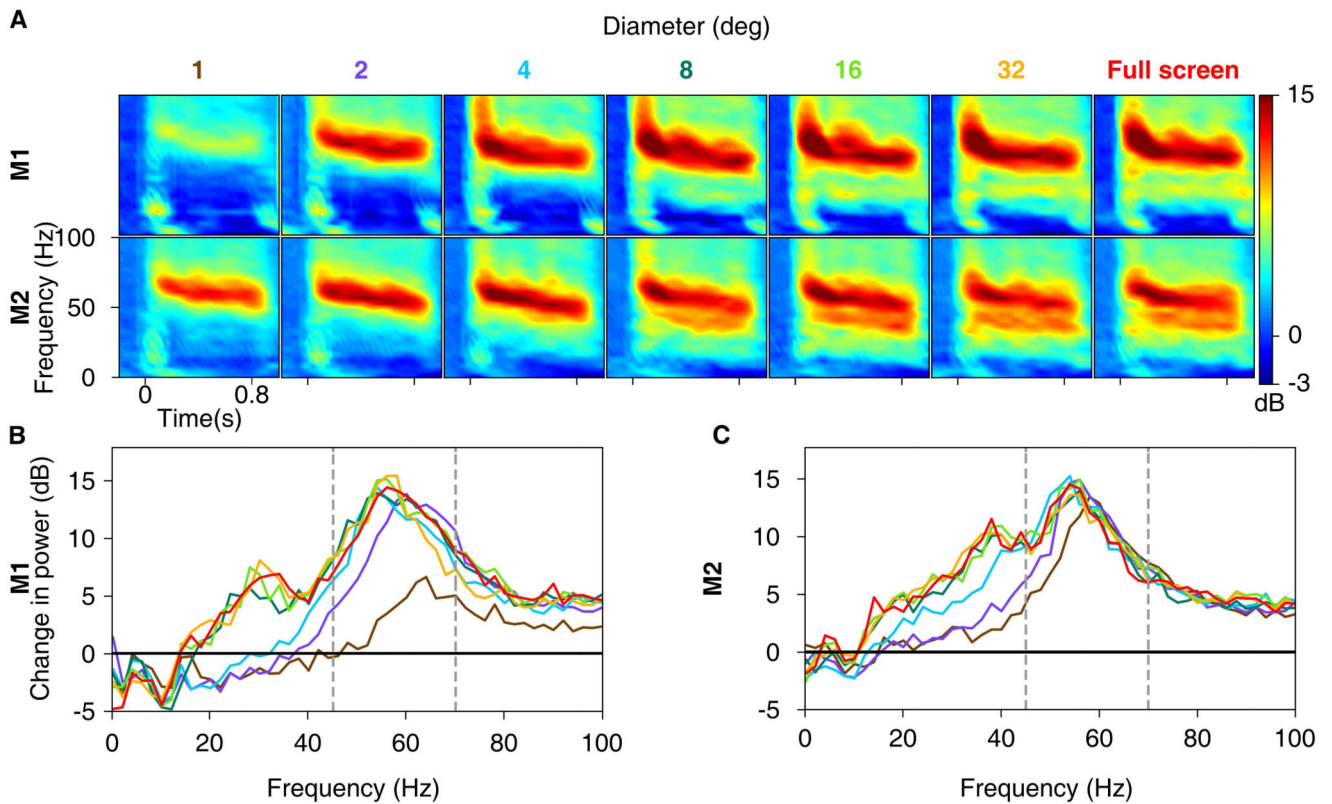 A
Diameter (deg)
1 2 4 8 16 32 Full screen
M1
15
0
-3
dB
M2
Frequency (Hz)
100
50
0
0 0.8
Time(s)
B
M1
Change in power (dB)
15
10
5
0
-5
0 20 40 60 80 100
Frequency (Hz)
C
M2
15
10
5
0
-5
0 20 40 60 80 100
Frequency (Hz)